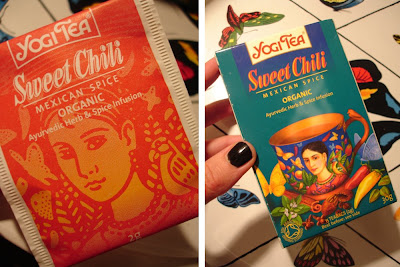 YOGI TEA
Sweet Chili
MEXICAN SPICE
ORGANIC
Ayurvedic Herb & Spice Infusion
YOGI TEA
Sweet Chili
MEXICAN SPICE
ORGANIC
Ayurvedic Herb & Spice Infusion
30g